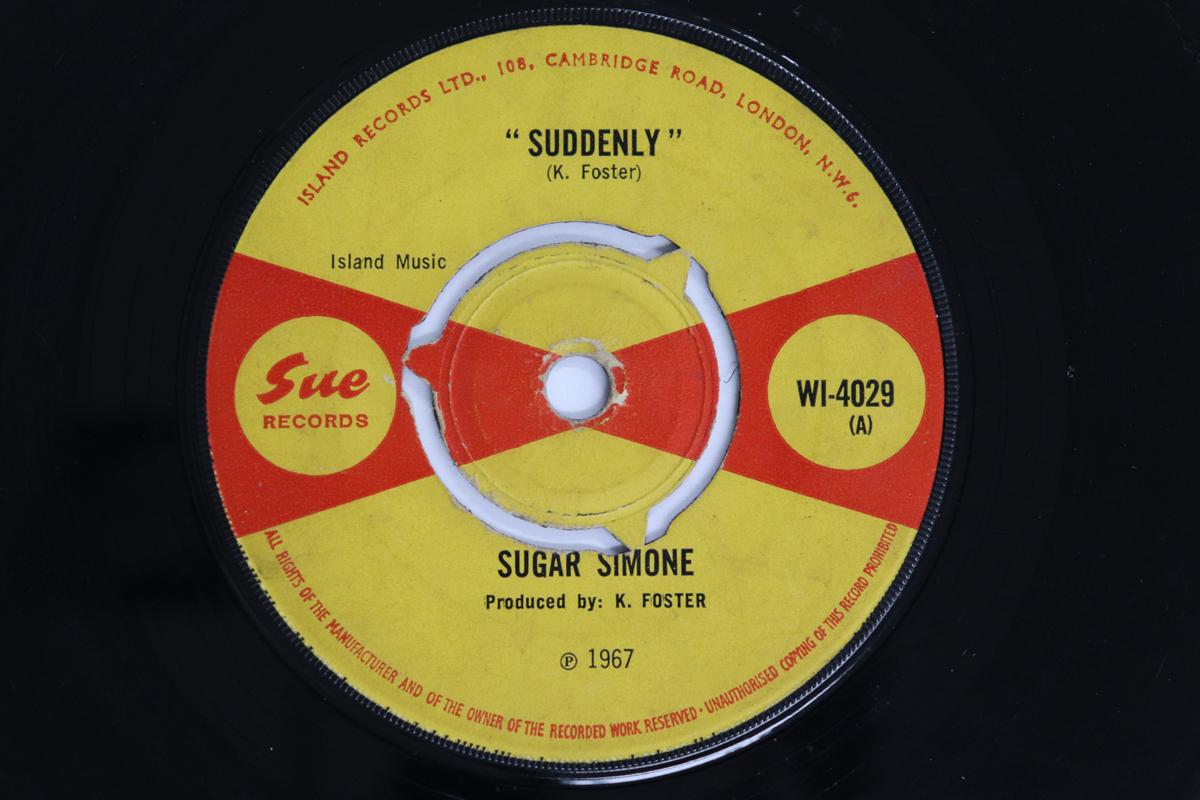 ISLAND RECORDS LTD., 108, CAMBRIDGE ROAD, LONDON, N.W.6.
“ SUDDENLY ”
(K. Foster)
Island Music
Sue
RECORDS
WI-4029
(A)
SUGAR SIMONE
Produced by: K. FOSTER
℗ 1967
ALL RIGHTS OF THE MANUFACTURER AND OF THE OWNER OF THE RECORDED WORK RESERVED · UNAUTHORISED COPYING OF THIS RECORD PROHIBITED